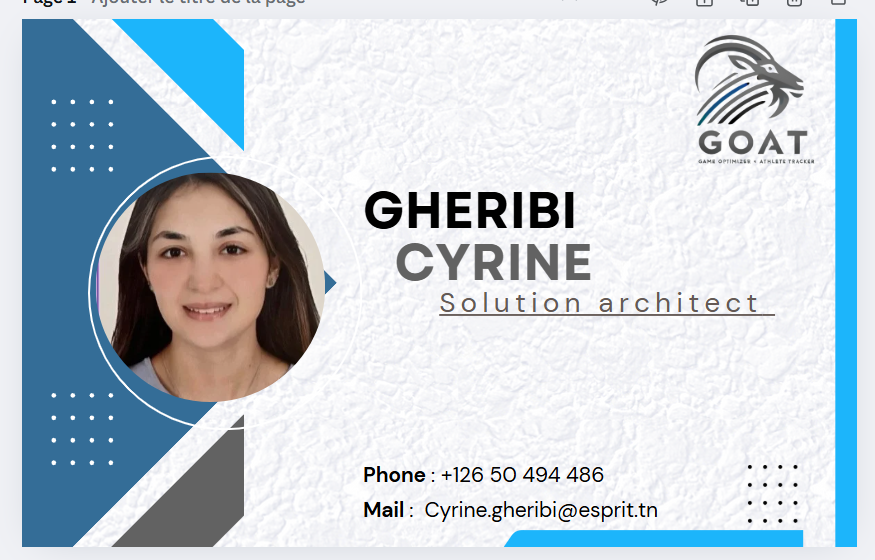 Page 1 - Ajouter le titre de la page
GOAT
GAME OPTIMIZER + ATHLETE TRACKER
GHERIBI
CYRINE
Solution architect
Phone : +126 50 494 486
Mail : Cyrine.gheribi@esprit.tn